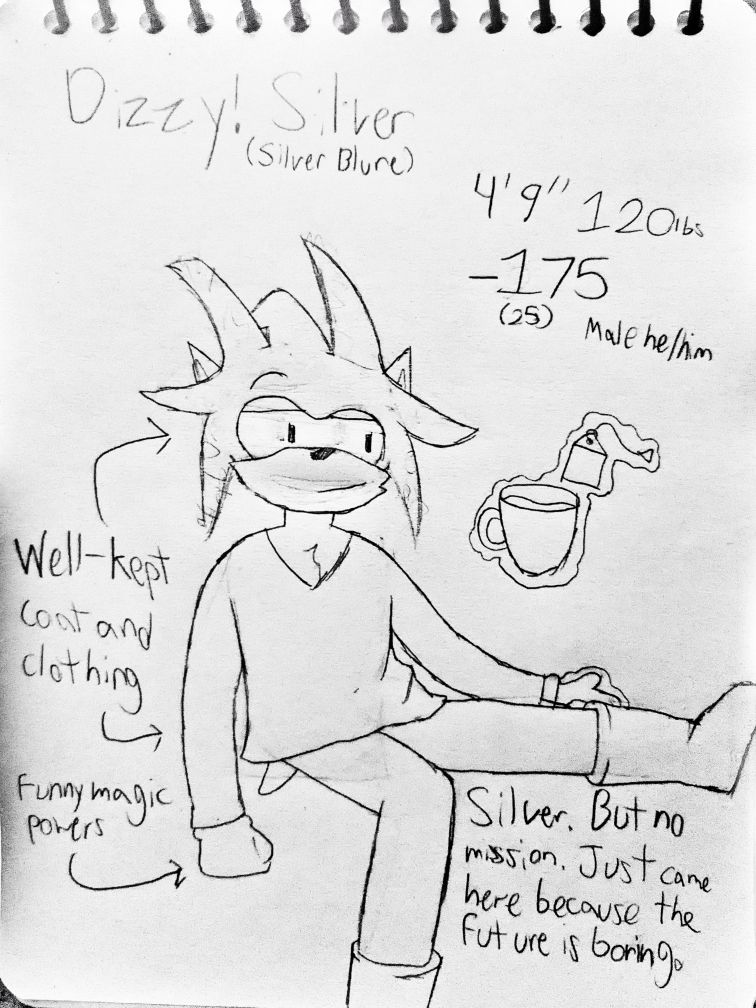 Dizzy! Silver
(Silver Blure)
4'9" 120lbs
-175
(25)
Male he/him
Well-kept
coat and
clothing
Funny magic
powers
Silver. But no
mission. Just came
here because the
future is boring.